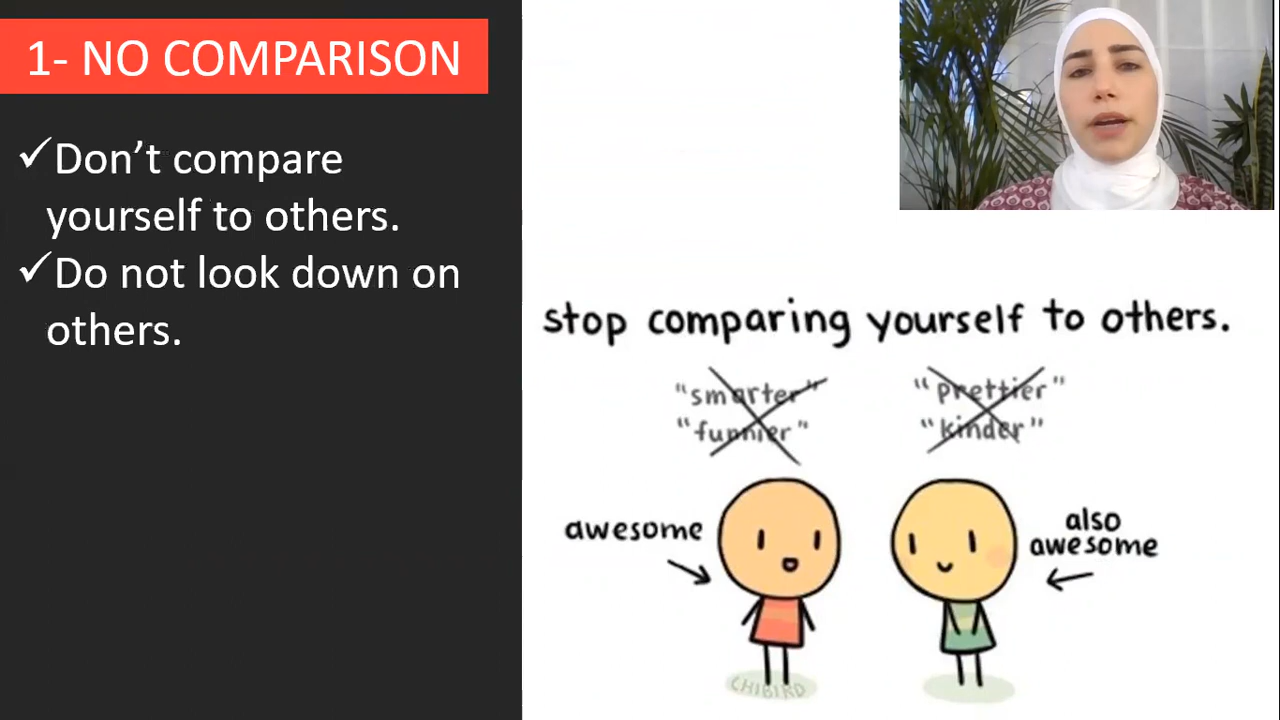 1- NO COMPARISON
✓Don’t compare
yourself to others.
✓Do not look down on
others.
stop comparing yourself to others.
"smarter"
"funnier"
"prettier"
"kinder"
awesome
also
awesome
CHIBIRD